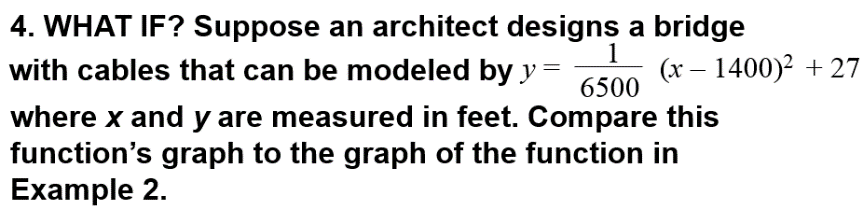 4. WHAT IF? Suppose an architect designs a bridge
with cables that can be modeled by y = 1/6500 (x – 1400)² + 27
where x and y are measured in feet. Compare this
function’s graph to the graph of the function in
Example 2.